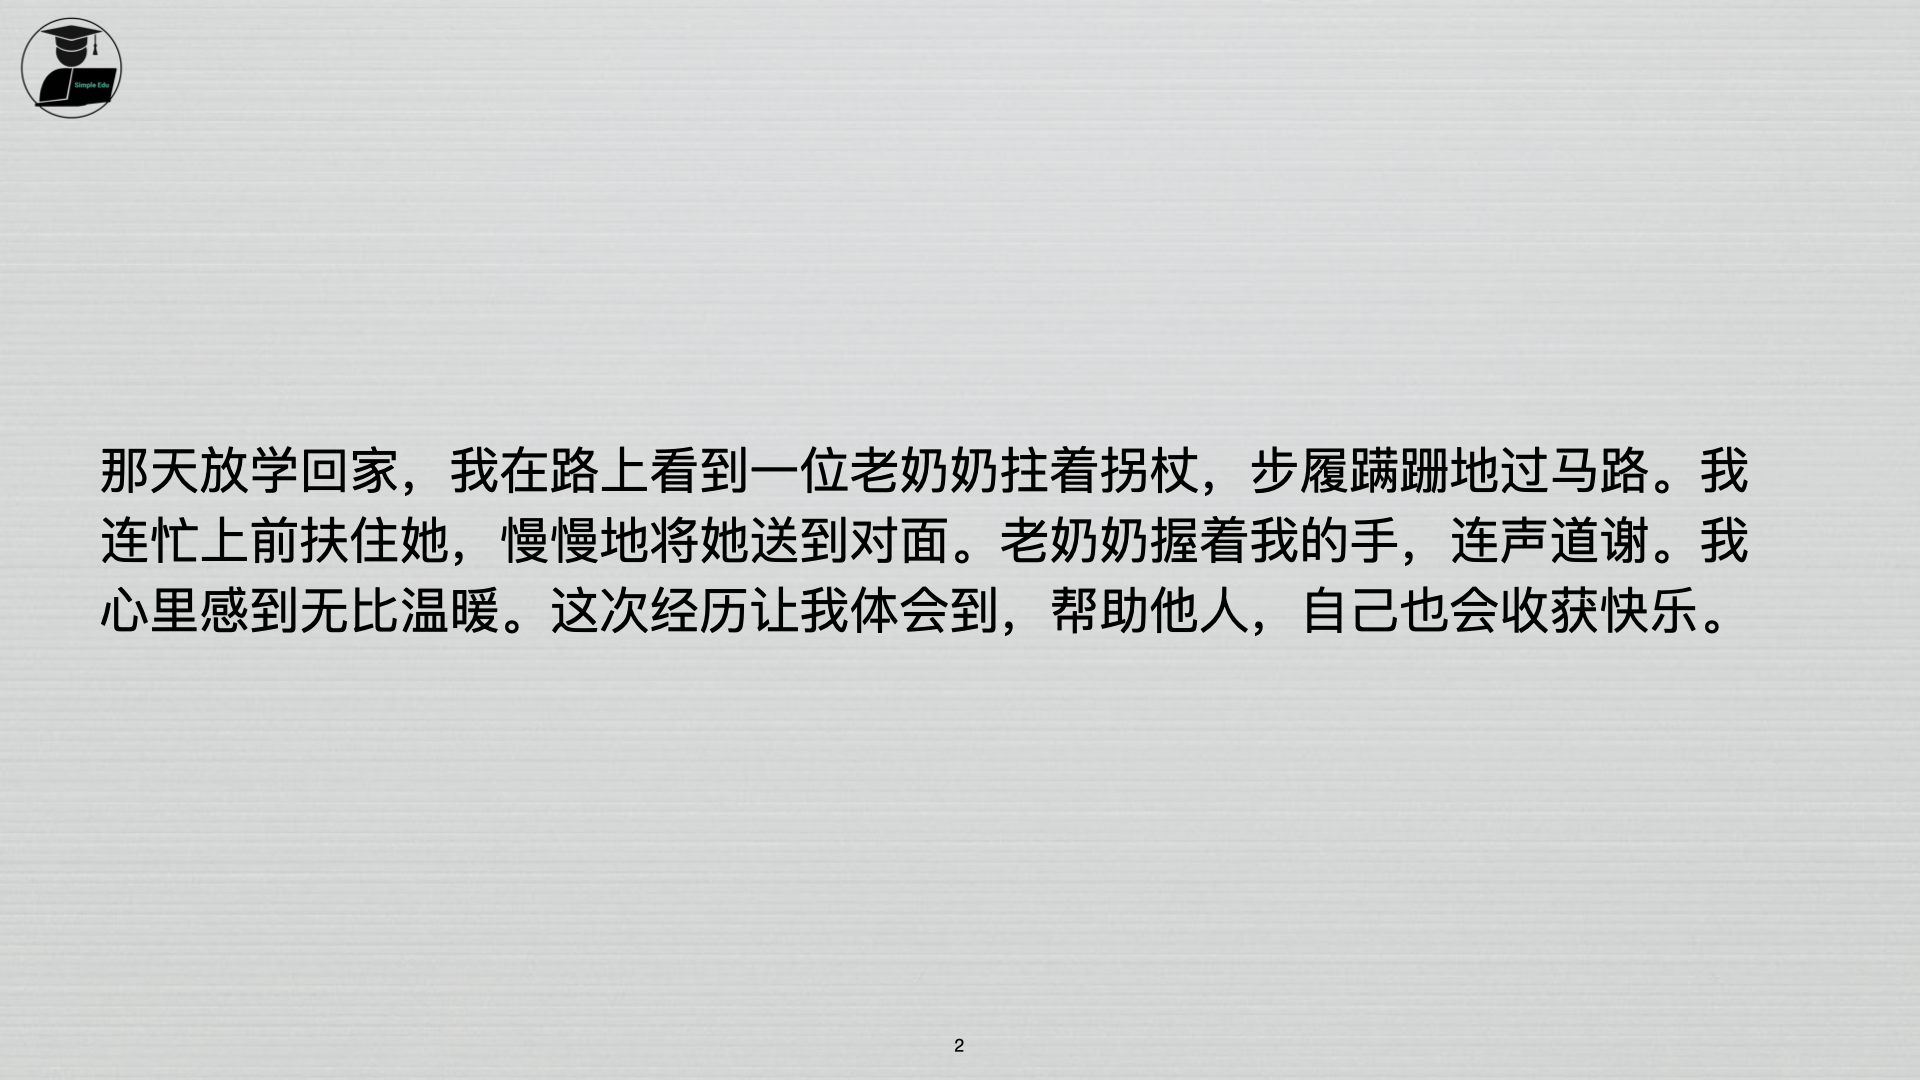 Simple Edu
那天放学回家，我在路上看到一位老奶奶拄着拐杖，步履蹒跚地过马路。我
连忙上前扶住她，慢慢地将她送到对面。老奶奶握着我的手，连声道谢。我
心里感到无比温暖。这次经历让我体会到，帮助他人，自己也会收获快乐。
2